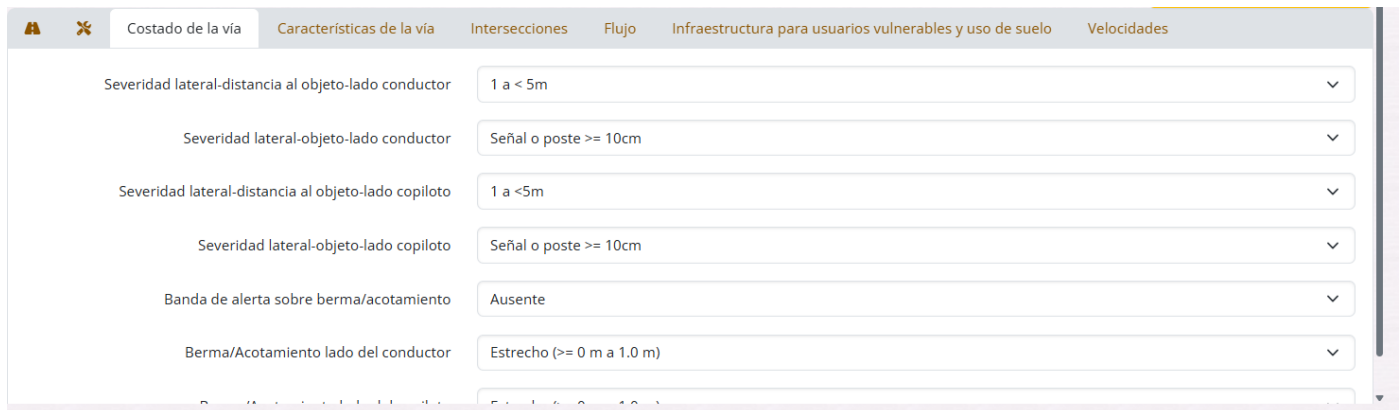 Costado de la vía Características de la vía Intersecciones Flujo Infraestructura para usuarios vulnerables y uso de suelo Velocidades
Severidad lateral-distancia al objeto-lado conductor 1 a < 5m
Severidad lateral-objeto-lado conductor Señal o poste >= 10cm
Severidad lateral-distancia al objeto-lado copiloto 1 a <5m
Severidad lateral-objeto-lado copiloto Señal o poste >= 10cm
Banda de alerta sobre berma/acotamiento Ausente
Berma/Acotamiento lado del conductor Estrecho (>= 0 m a 1.0 m)